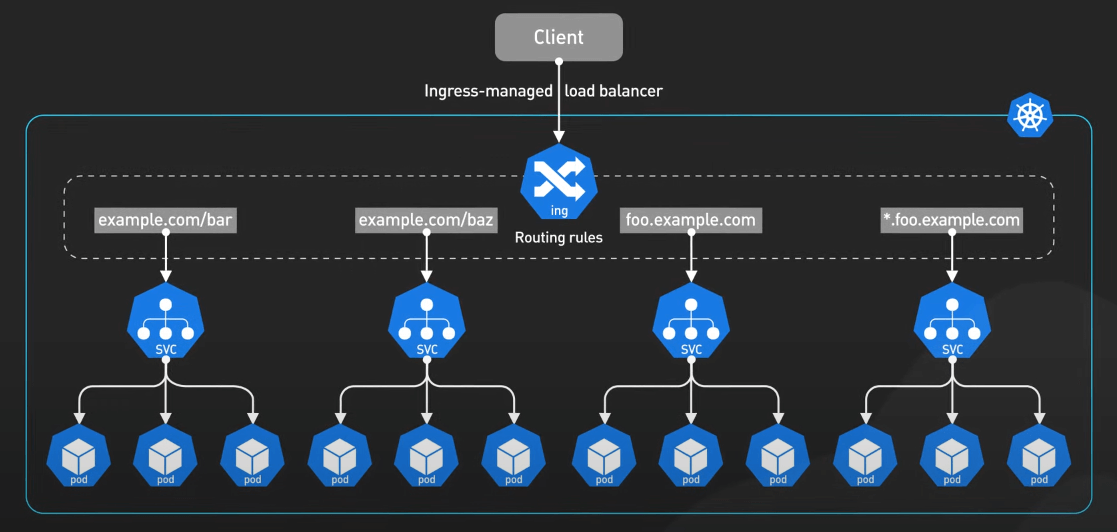 Client
Ingress-managed load balancer
ing
example.com/bar
example.com/baz
foo.example.com
*.foo.example.com
Routing rules
SVC
SVC
SVC
SVC
pod
pod
pod
pod
pod
pod
pod
pod
pod
pod
pod
pod